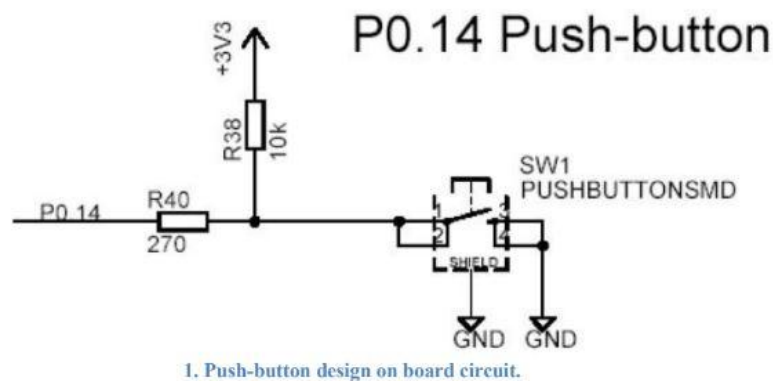 P0.14 Push-button
+3V3
R38
10k
SW1
PUSHBUTTONSMD
P0.14
R40
270
1
3
2
4
SHIELD
GND
GND
1. Push-button design on board circuit.